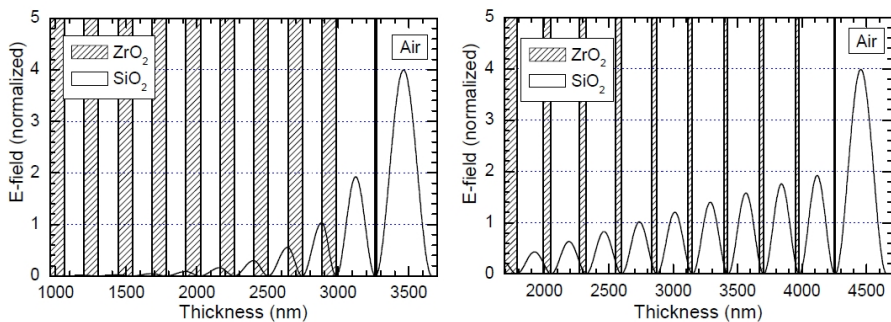 5
4
3
2
1
0
E-field (normalized)
ZrO2
SiO2
Air
1000 1500 2000 2500 3000 3500
Thickness (nm)
5
4
3
2
1
0
E-field (normalized)
ZrO2
SiO2
Air
2000 2500 3000 3500 4000 4500
Thickness (nm)